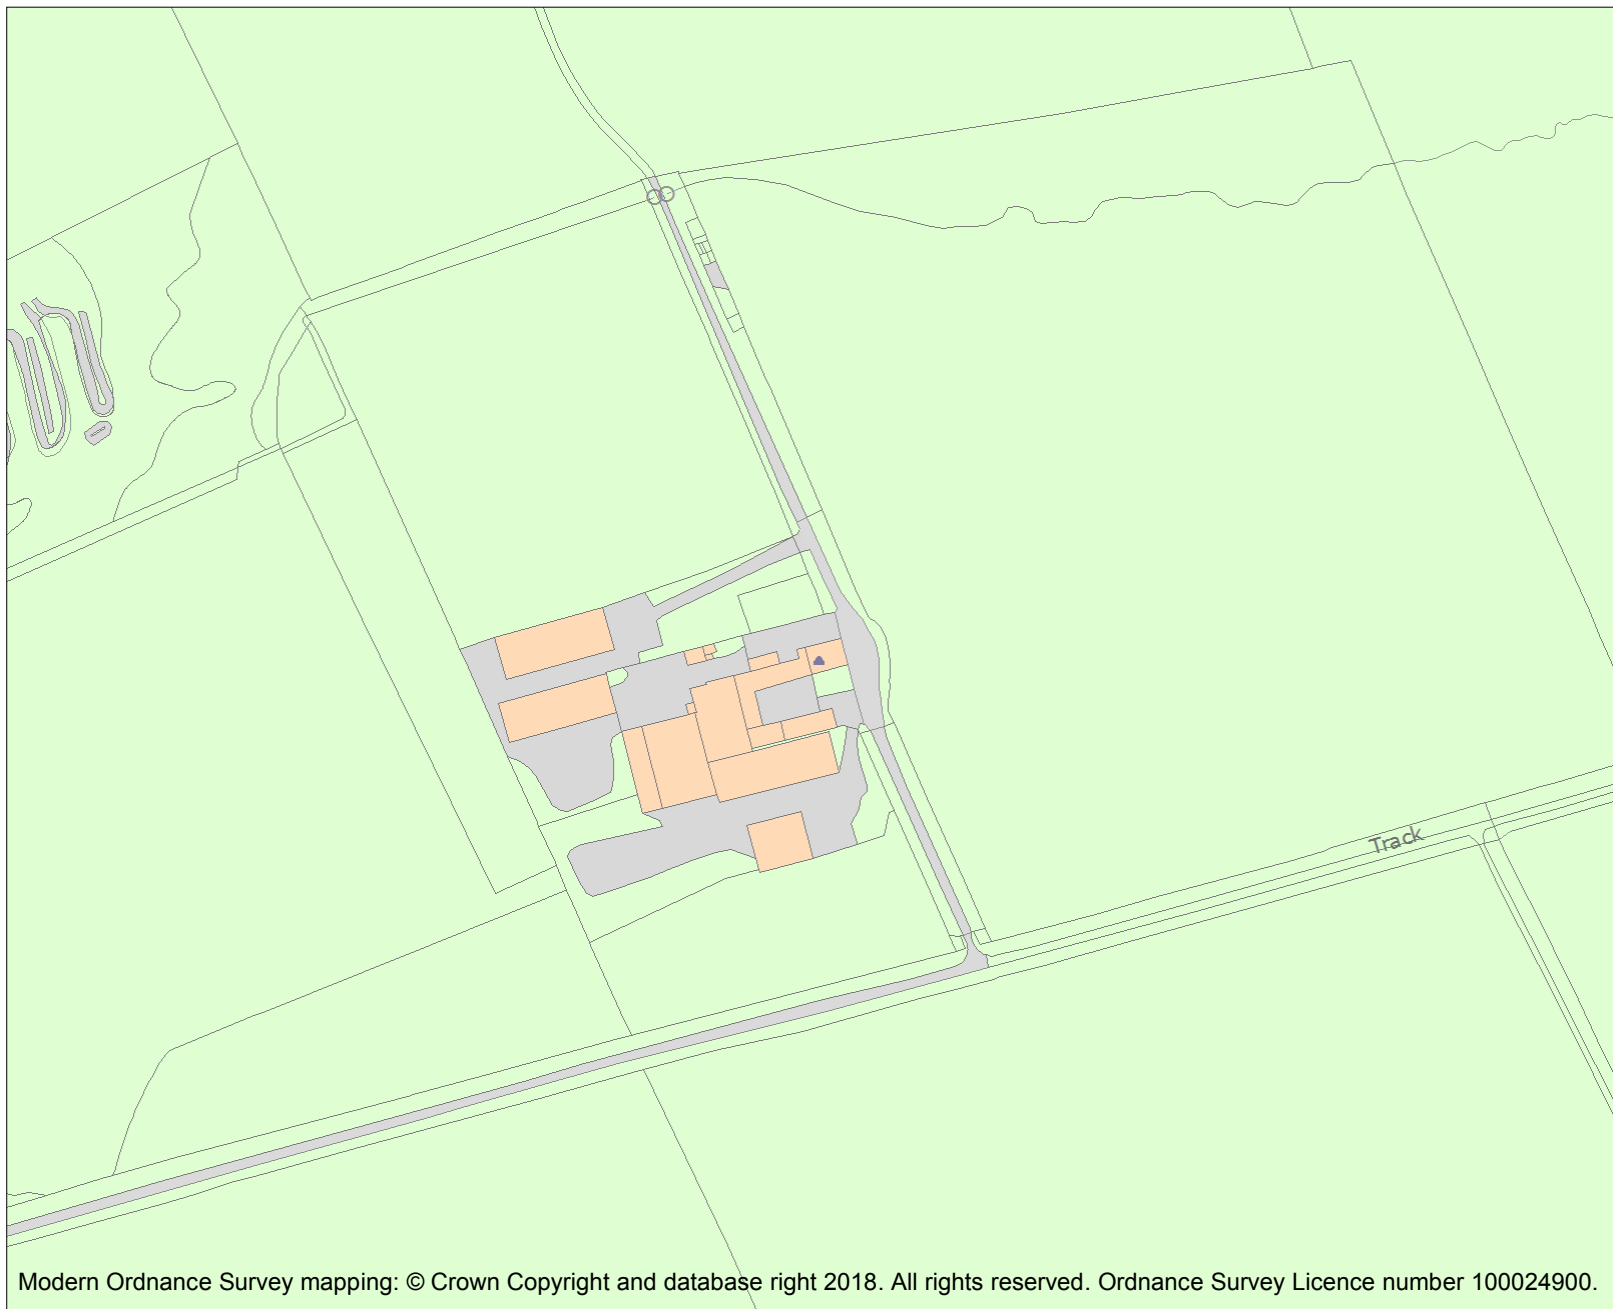 Track
Modern Ordnance Survey mapping: © Crown Copyright and database right 2018. All rights reserved. Ordnance Survey Licence number 100024900.